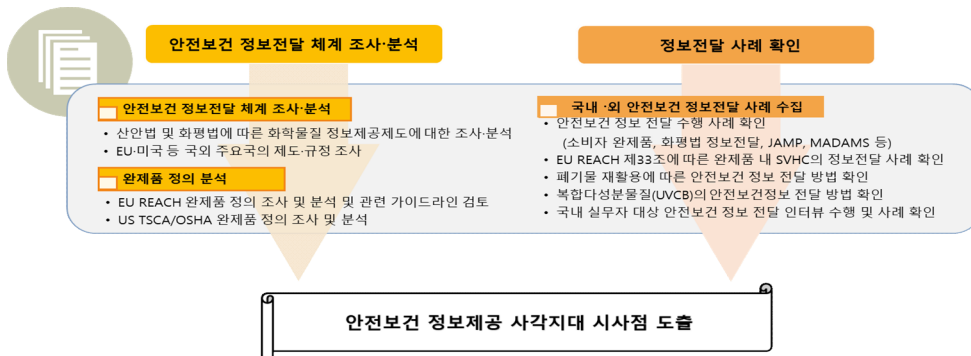 안전보건 정보전달 체계 조사·분석
정보전달 사례 확인
안전보건 정보전달 체계 조사·분석
• 산안법 및 화평법에 따른 화학물질 정보제공제도에 대한 조사·분석
• EU·미국 등 국외 주요국의 제도·규정 조사
완제품 정의 분석
• EU REACH 완제품 정의 조사 및 분석 및 관련 가이드라인 검토
• US TSCA/OSHA 완제품 정의 조사 및 분석
국내 ·외 안전보건 정보전달 사례 수집
• 안전보건 정보 전달 수행 사례 확인
(소비자 완제품, 화평법 정보전달, JAMP, MADAMS 등)
• EU REACH 제33조에 따른 완제품 내 SVHC의 정보전달 사례 확인
• 폐기물 재활용에 따른 안전보건 정보 전달 방법 확인
• 복합다성분물질(UVCB)의 안전보건정보 전달 방법 확인
• 국내 실무자 대상 안전보건 정보 전달 인터뷰 수행 및 사례 확인
안전보건 정보제공 사각지대 시사점 도출